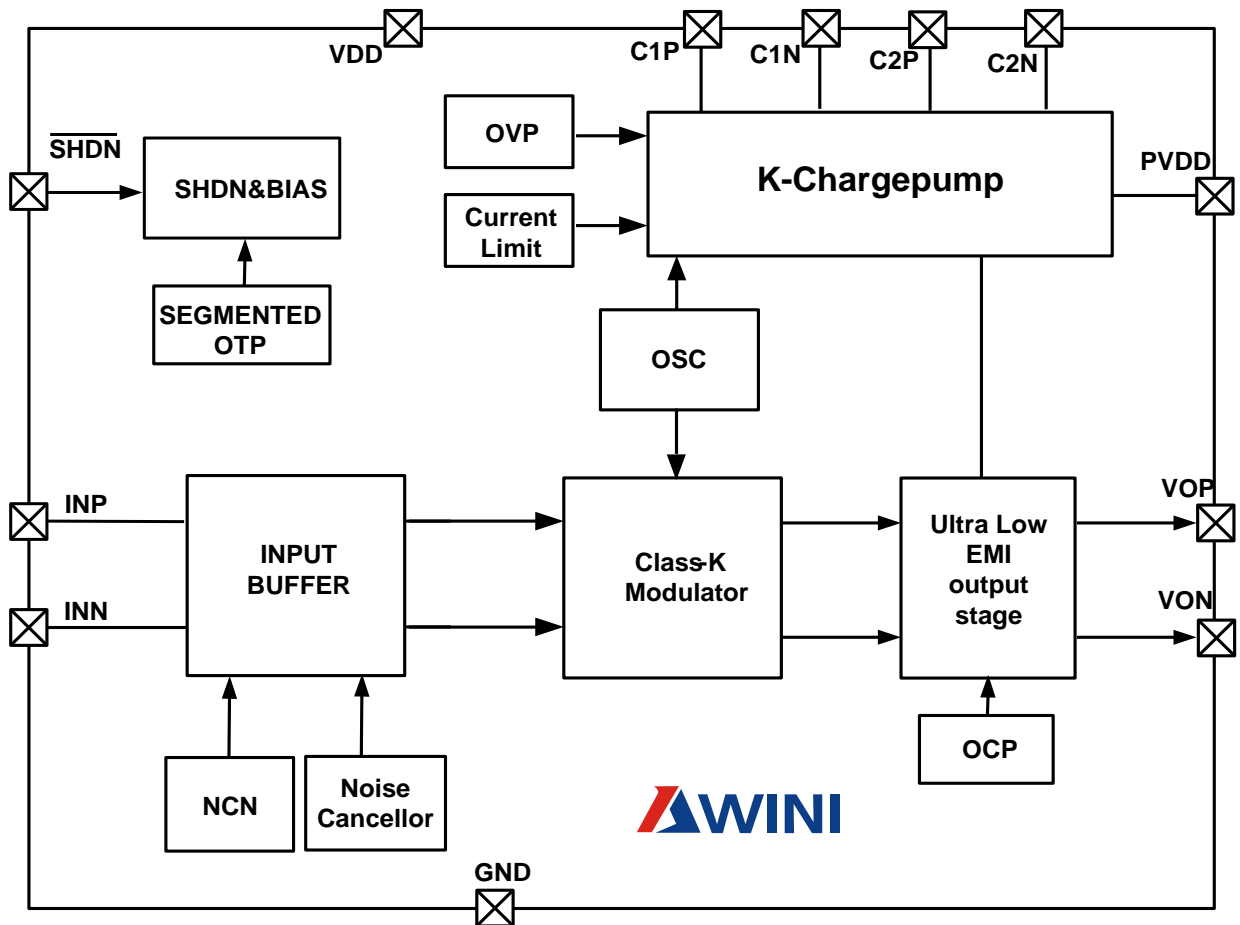 VDD
C1P
C1N
C2P
C2N
SHDN
SHDN&BIAS
OVP
K-Chargepump
PVDD
Current
Limit
SEGMENTED
OTP
OSC
INP
INN
INPUT
BUFFER
Class-K
Modulator
Ultra Low
EMI
output
stage
VOP
VON
NCN
Noise
Cancellor
OCP
AWINI
GND